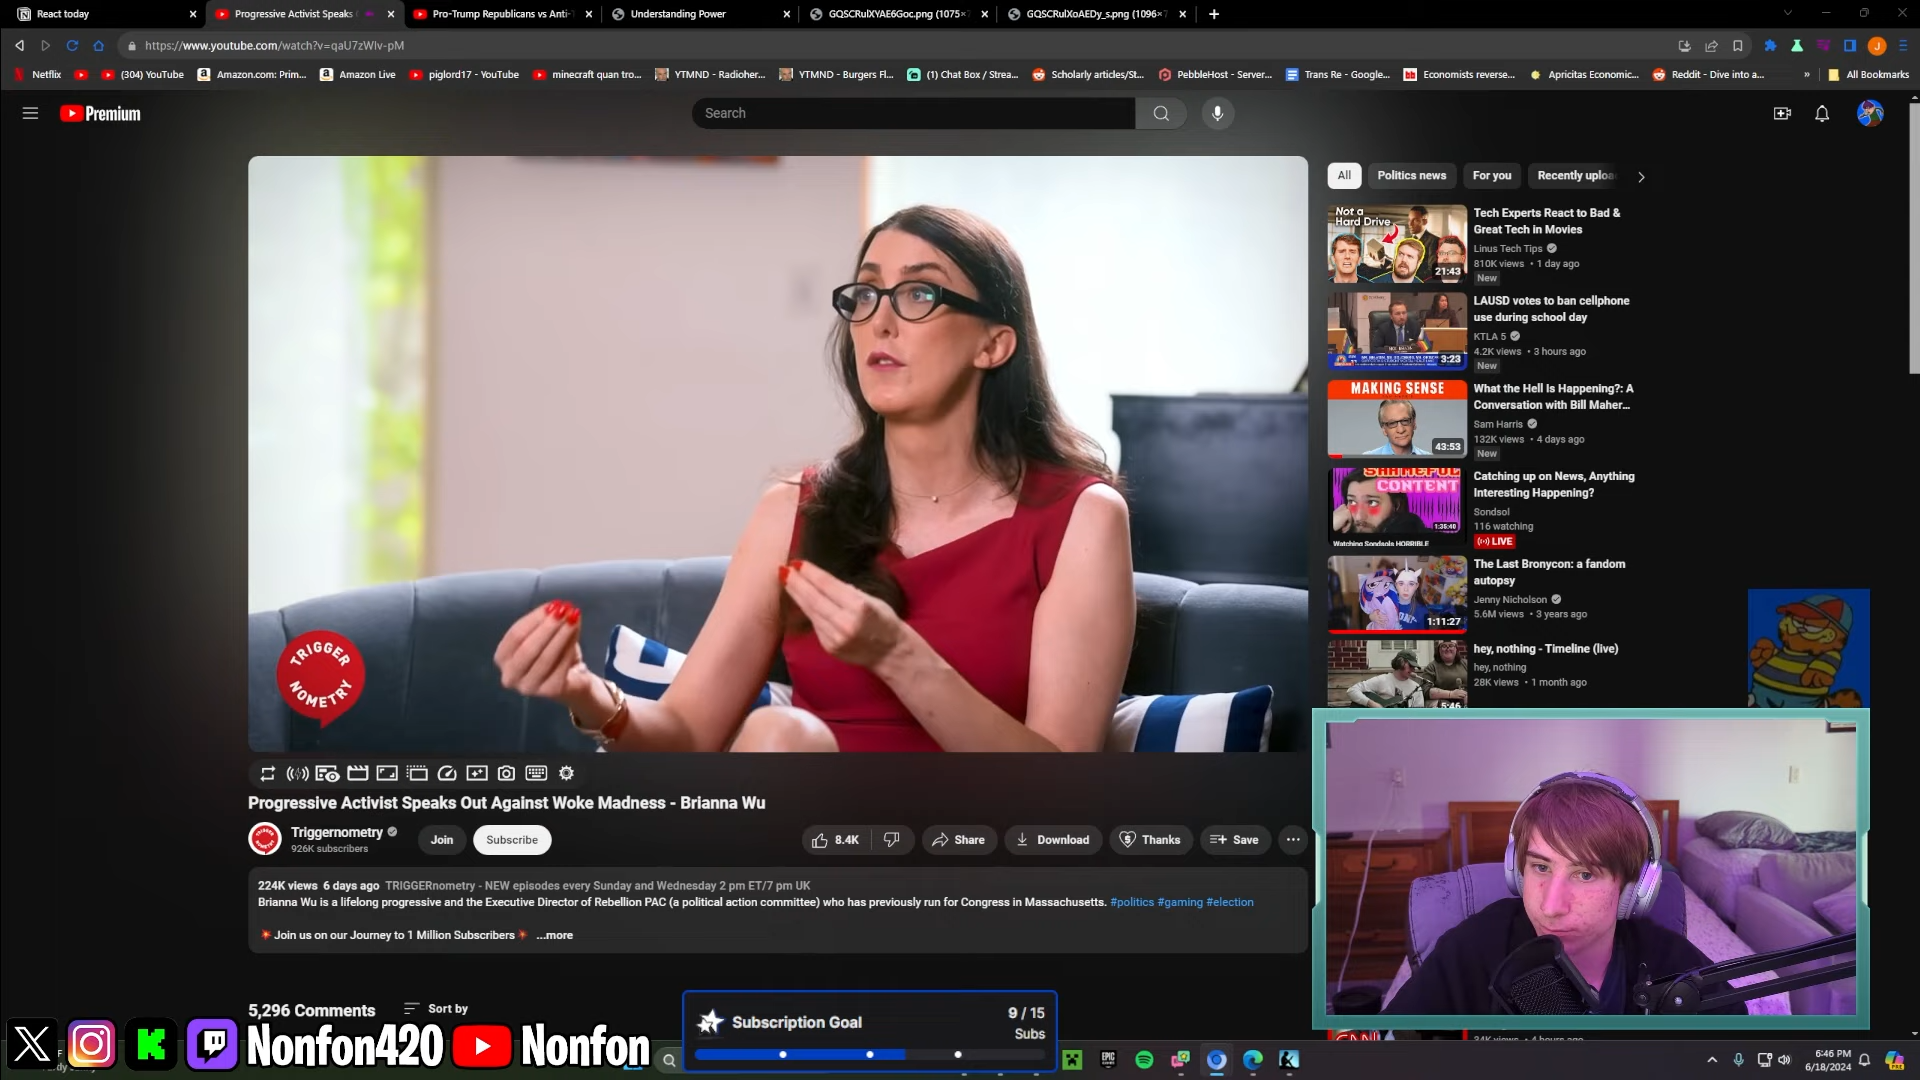 React today
Progressive Activist Speaks
Pro-Trump Republicans vs Anti-
Understanding Power
GQSCRulXYAE6Goc.png (1075×
GQSCRulXoAEDy_s.png (1096×
https://www.youtube.com/watch?v=qaU7zWlv-pM
Netflix
(304) YouTube
Amazon.com: Prim...
Amazon Live
piglord17 - YouTube
minecraft quan tro...
YTMND - Radioher...
YTMND - Burgers Fl...
(1) Chat Box / Strea...
Scholarly articles/St...
PebbleHost - Server...
Trans Re - Google...
Economists reverse...
Apricitas Economic...
Reddit - Dive into a...
All Bookmarks
Premium
Search
All
Politics news
For you
Recently uploa
Not a
Hard Drive
21:43
Tech Experts React to Bad &
Great Tech in Movies
Linus Tech Tips
810K views • 1 day ago
New
3:23
LAUSD votes to ban cellphone
use during school day
KTLA 5
4.2K views • 3 hours ago
New
MAKING SENSE
43:53
What the Hell Is Happening?: A
Conversation with Bill Maher...
Sam Harris
132K views • 4 days ago
New
CONTENT
1:35:40
Watching Sondsols HORRIBLE
Catching up on News, Anything
Interesting Happening?
Sondsol
116 watching
LIVE
1:11:27
The Last Bronycon: a fandom
autopsy
Jenny Nicholson
5.6M views • 3 years ago
5:46
hey, nothing - Timeline (live)
hey, nothing
28K views • 1 month ago
TRIGGER
NOMETRY
Progressive Activist Speaks Out Against Woke Madness - Brianna Wu
Triggernometry
926K subscribers
Join
Subscribe
8.4K
Share
Download
Thanks
Save
224K views 6 days ago TRIGGERnometry - NEW episodes every Sunday and Wednesday 2 pm ET/7 pm UK
Brianna Wu is a lifelong progressive and the Executive Director of Rebellion PAC (a political action committee) who has previously run for Congress in Massachusetts. #politics #gaming #election
Join us on our Journey to 1 Million Subscribers ...more
5,296 Comments
Sort by
Subscription Goal
9 / 15
Subs
Nonfon420
Nonfon
EPIC
6:46 PM
6/18/2024